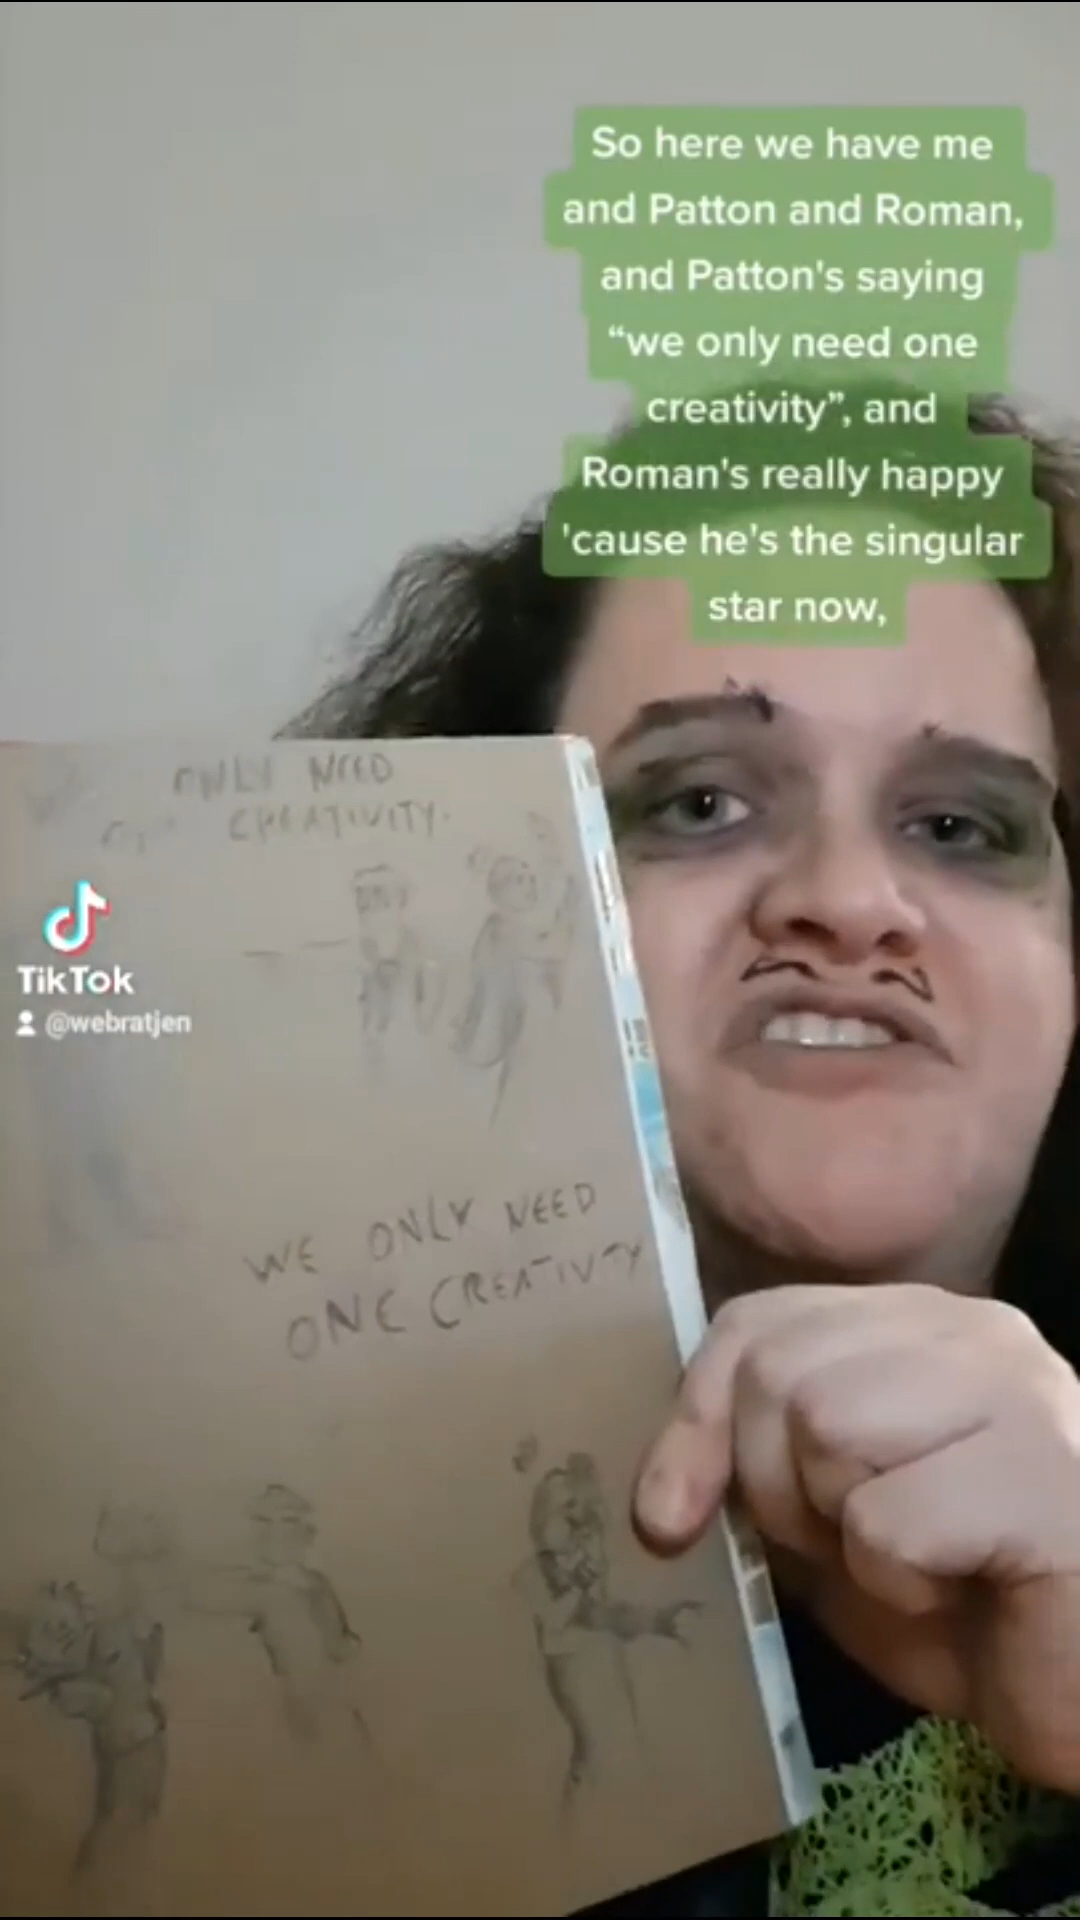 So here we have me
and Patton and Roman,
and Patton's saying
“we only need one
creativity”, and
Roman's really happy
'cause he's the singular
star now,
ONLY NEED
CREATIVITY.
TikTok
@webratjen
WE ONLY NEED
ONE CREATIVITY